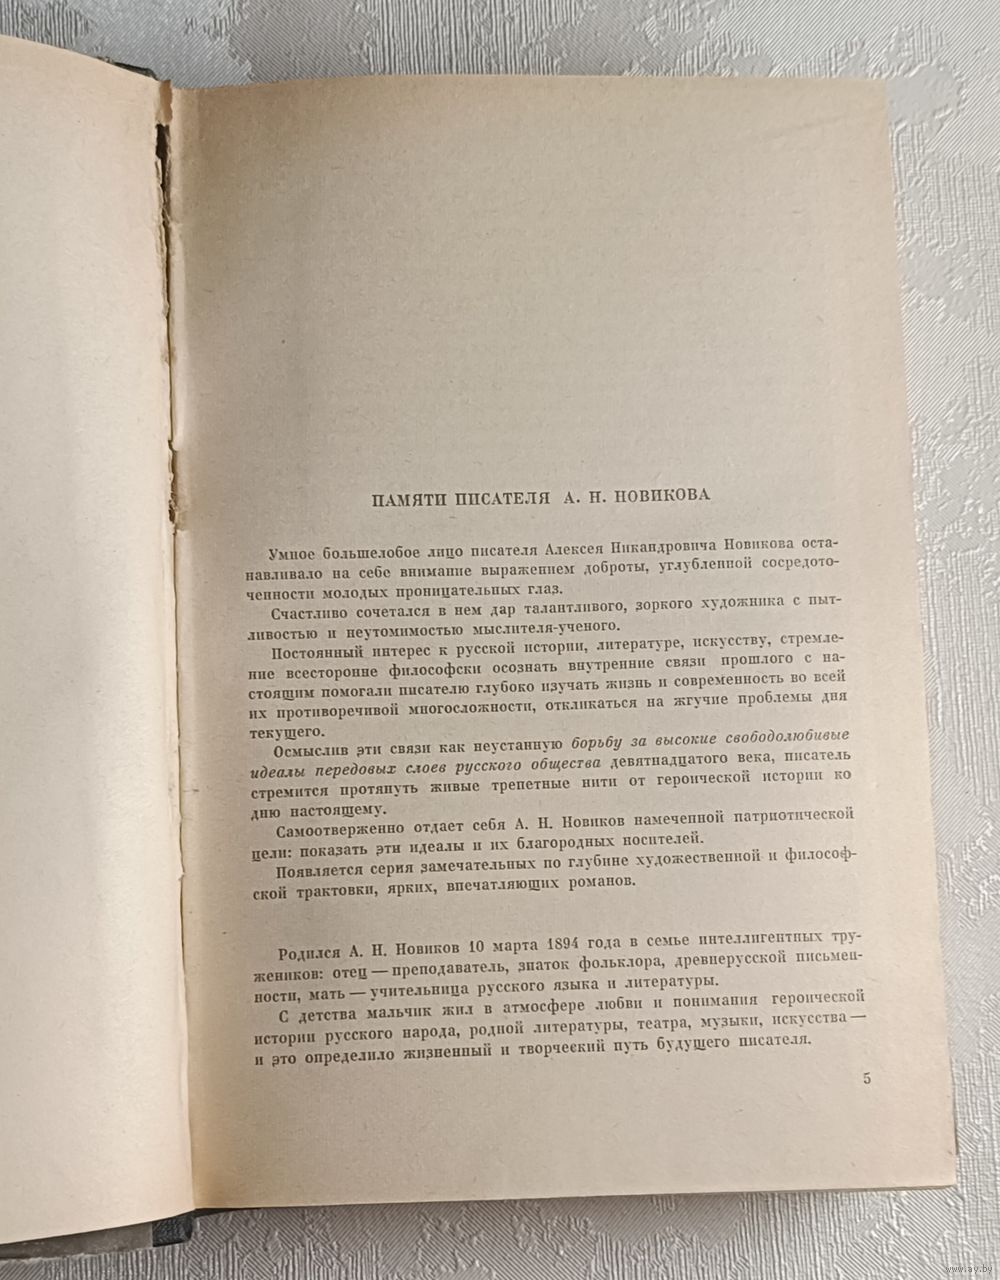 ПАМЯТИ ПИСАТЕЛЯ А. Н. НОВИКОВА
Умное большелобое лицо писателя Алексея Никандровича Новикова оста-
навливало на себе внимание выражением доброты, углубленной сосредото-
ченности молодых проницательных глаз.
Счастливо сочетался в нем дар талантливого, зоркого художника с пыт-
ливостью и неутомимостью мыслителя-ученого.
Постоянный интерес к русской истории, литературе, искусству, стремле-
ние всесторонне философски осознать внутренние связи прошлого с на-
стоящим помогали писателю глубоко изучать жизнь и современность во всей
их противоречивой многосложности, откликаться на жгучие проблемы дня
текущего.
Осмыслив эти связи как неустанную борьбу за высокие свободолюбивые
идеалы передовых слоев русского общества девятнадцатого века, писатель
стремится протянуть живые трепетные нити от героической истории ко
дню настоящему.
Самоотверженно отдает себя А. Н. Новиков намеченной патриотической
цели: показать эти идеалы и их благородных носителей.
Появляется серия замечательных по глубине художественной и философ-
ской трактовки, ярких, впечатляющих романов.
Родился А. Н. Новиков 10 марта 1894 года в семье интеллигентных тру-
жеников: отец — преподаватель, знаток фольклора, древнерусской письмен-
ности, мать — учительница русского языка и литературы.
С детства мальчик жил в атмосфере любви и понимания героической
истории русского народа, родной литературы, театра, музыки, искусства —
и это определило жизненный и творческий путь будущего писателя.
5
www.ay.by